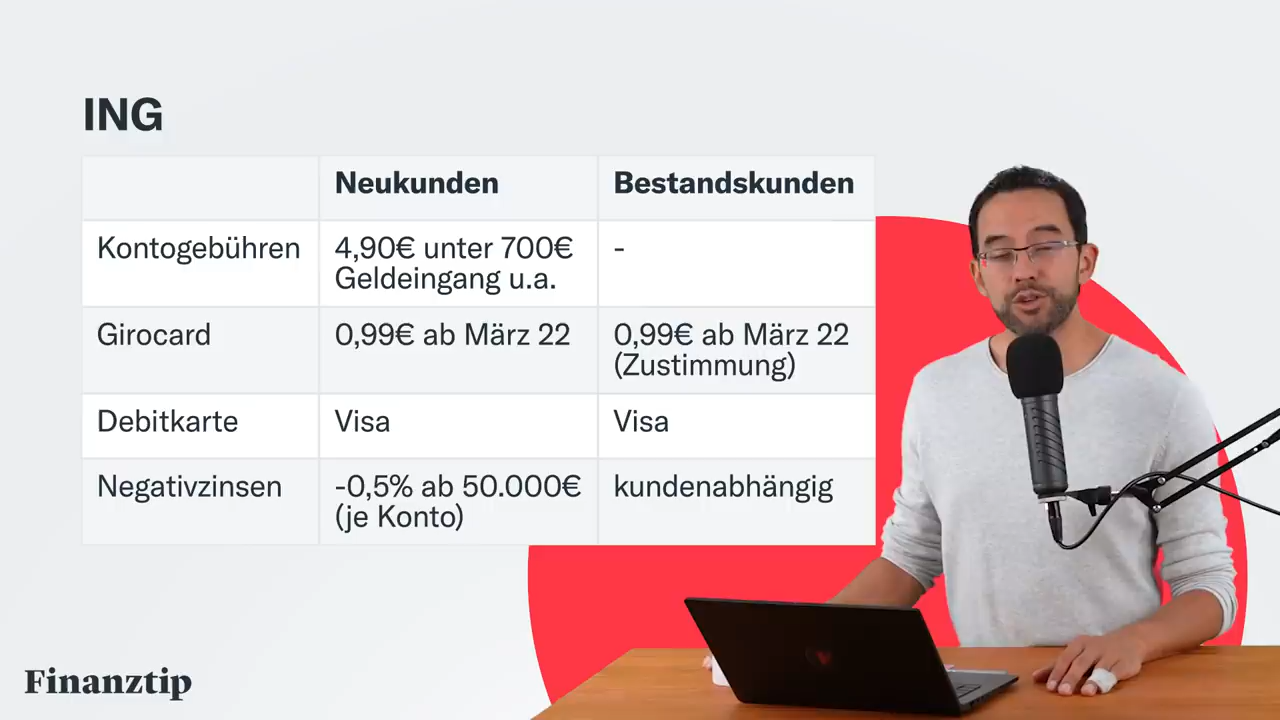 ING
Neukunden
Bestandskunden
Kontogebühren
4,90€ unter 700€
Geldeingang u.a.
-
Girocard
0,99€ ab März 22
0,99€ ab März 22
(Zustimmung)
Debitkarte
Visa
Visa
Negativzinsen
-0,5% ab 50.000€
(je Konto)
kundenabhängig
Finanztip